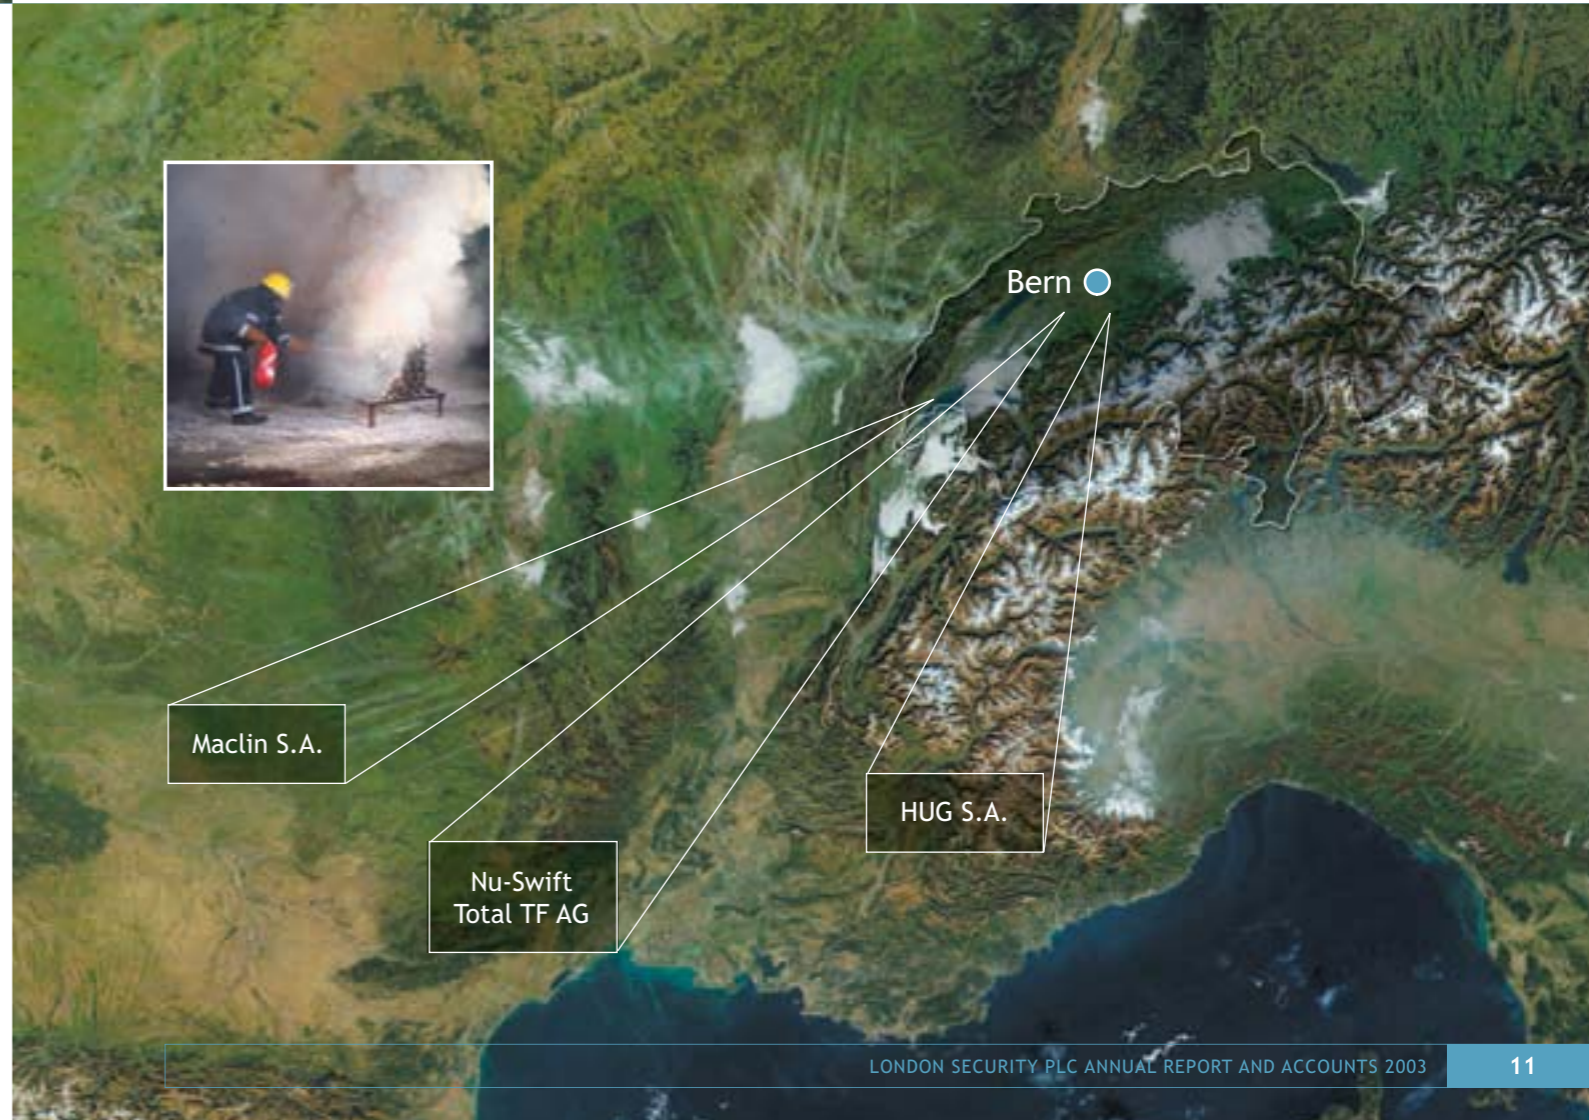 Bern
Maclin S.A.
HUG S.A.
Nu-Swift
Total TF AG
LONDON SECURITY PLC ANNUAL REPORT AND ACCOUNTS 2003
11